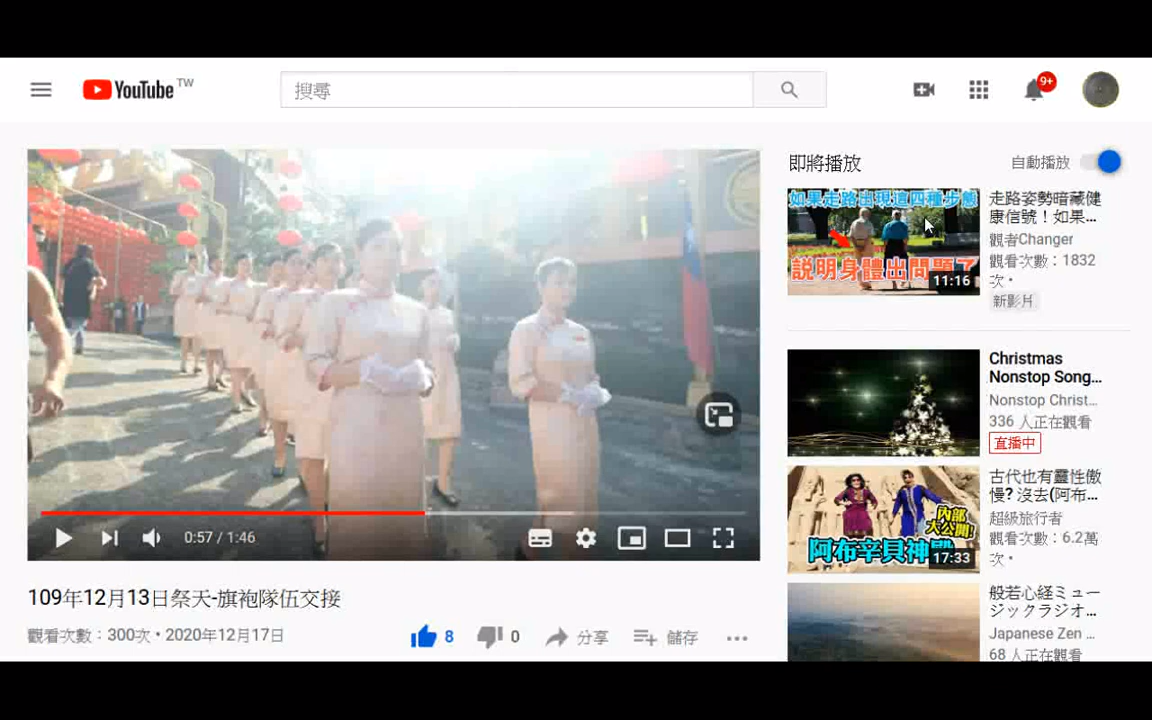 YouTube TW
搜尋
9+
即將播放
自動播放
如果走路出現這四種步態
說明身體出問題了
11:16
走路姿勢暗藏健
康信號！如果...
觀者Changer
觀看次數：1832
次・
新影片
Christmas
Nonstop Song...
Nonstop Christ...
336 人正在觀看
直播中
內部
大公開!
阿布辛貝神殿
17:33
古代也有靈性傲
慢? 沒去(阿布...
超級旅行者
觀看次數：6.2萬
次・
般若心経ミュー
ジックラジオ...
Japanese Zen ...
68 人正在觀看
0:57 / 1:46
109年12月13日祭天-旗袍隊伍交接
觀看次數：300次・2020年12月17日
8
0
分享
儲存